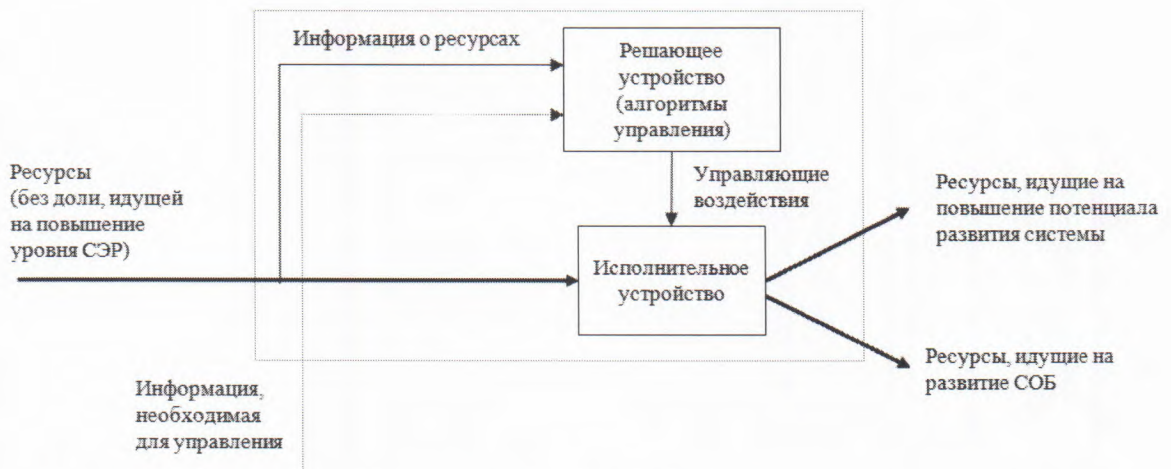 Информация о ресурсах
Решающее
устройство
(алгоритмы
управления)
Ресурсы
(без доли, идущей
на повышение
уровня СЭР)
Управляющие
воздействия
Ресурсы, идущие на
повышение потенциала
развития системы
Исполнительное
устройство
Ресурсы, идущие на
развитие СОБ
Информация,
необходимая
для управления